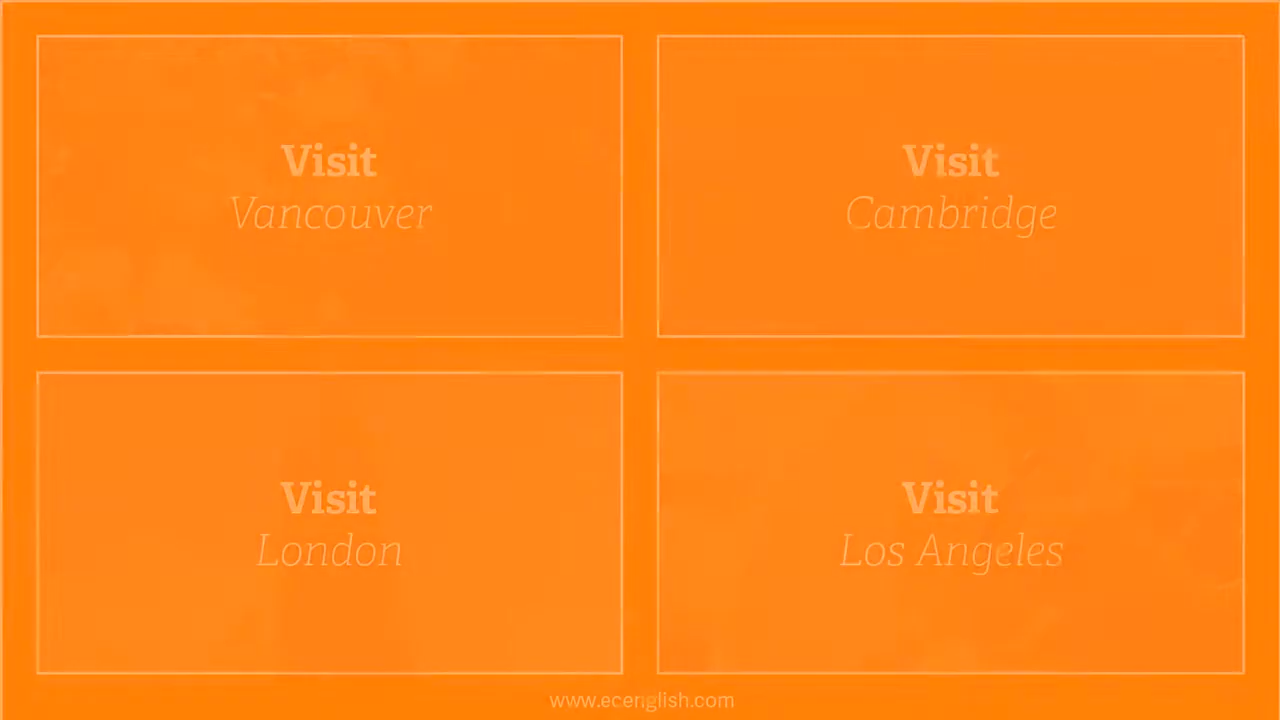 Visit
Vancouver
Visit
Cambridge
Visit
London
Visit
Los Angeles
www.ecenglish.com